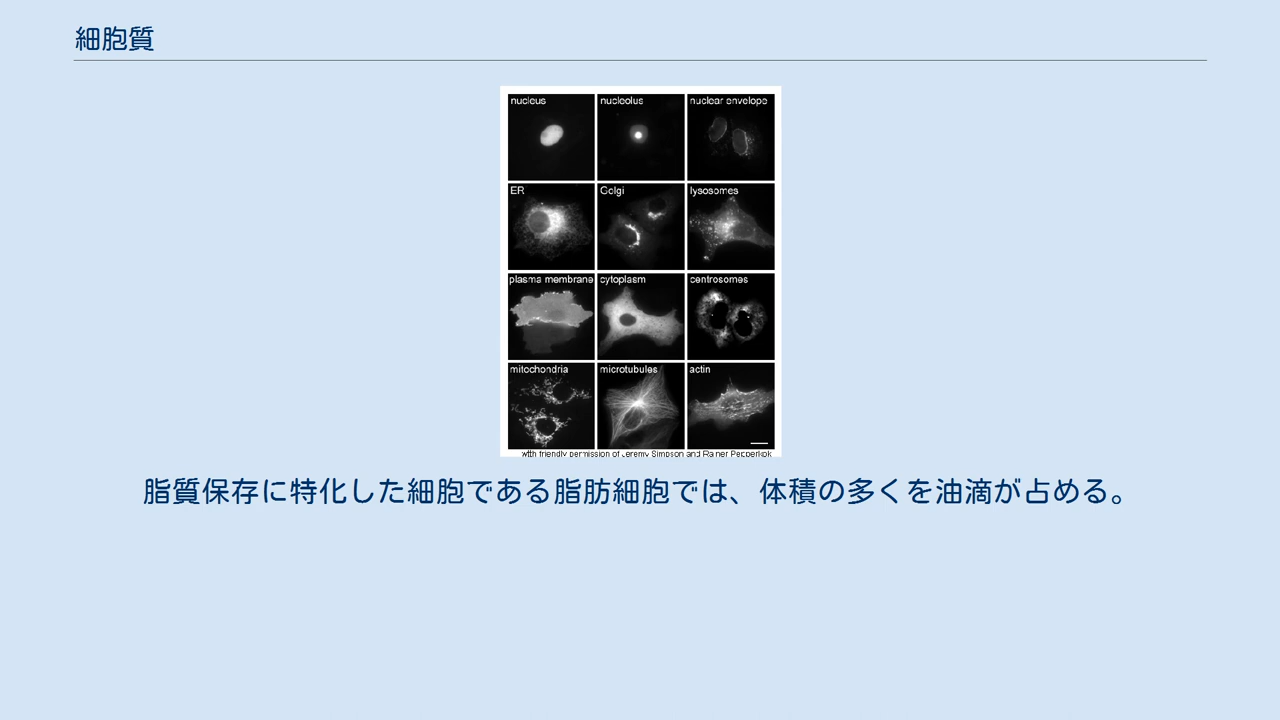 細胞質
nucleus
nucleolus
nuclear envelope
ER
Golgi
lysosomes
plasma membrane
cytoplasm
centrosomes
mitochondria
microtubules
actin
with friendly permission of Jeremy Simpson and Rainer Pepperkok
脂質保存に特化した細胞である脂肪細胞では、体積の多くを油滴が占める。